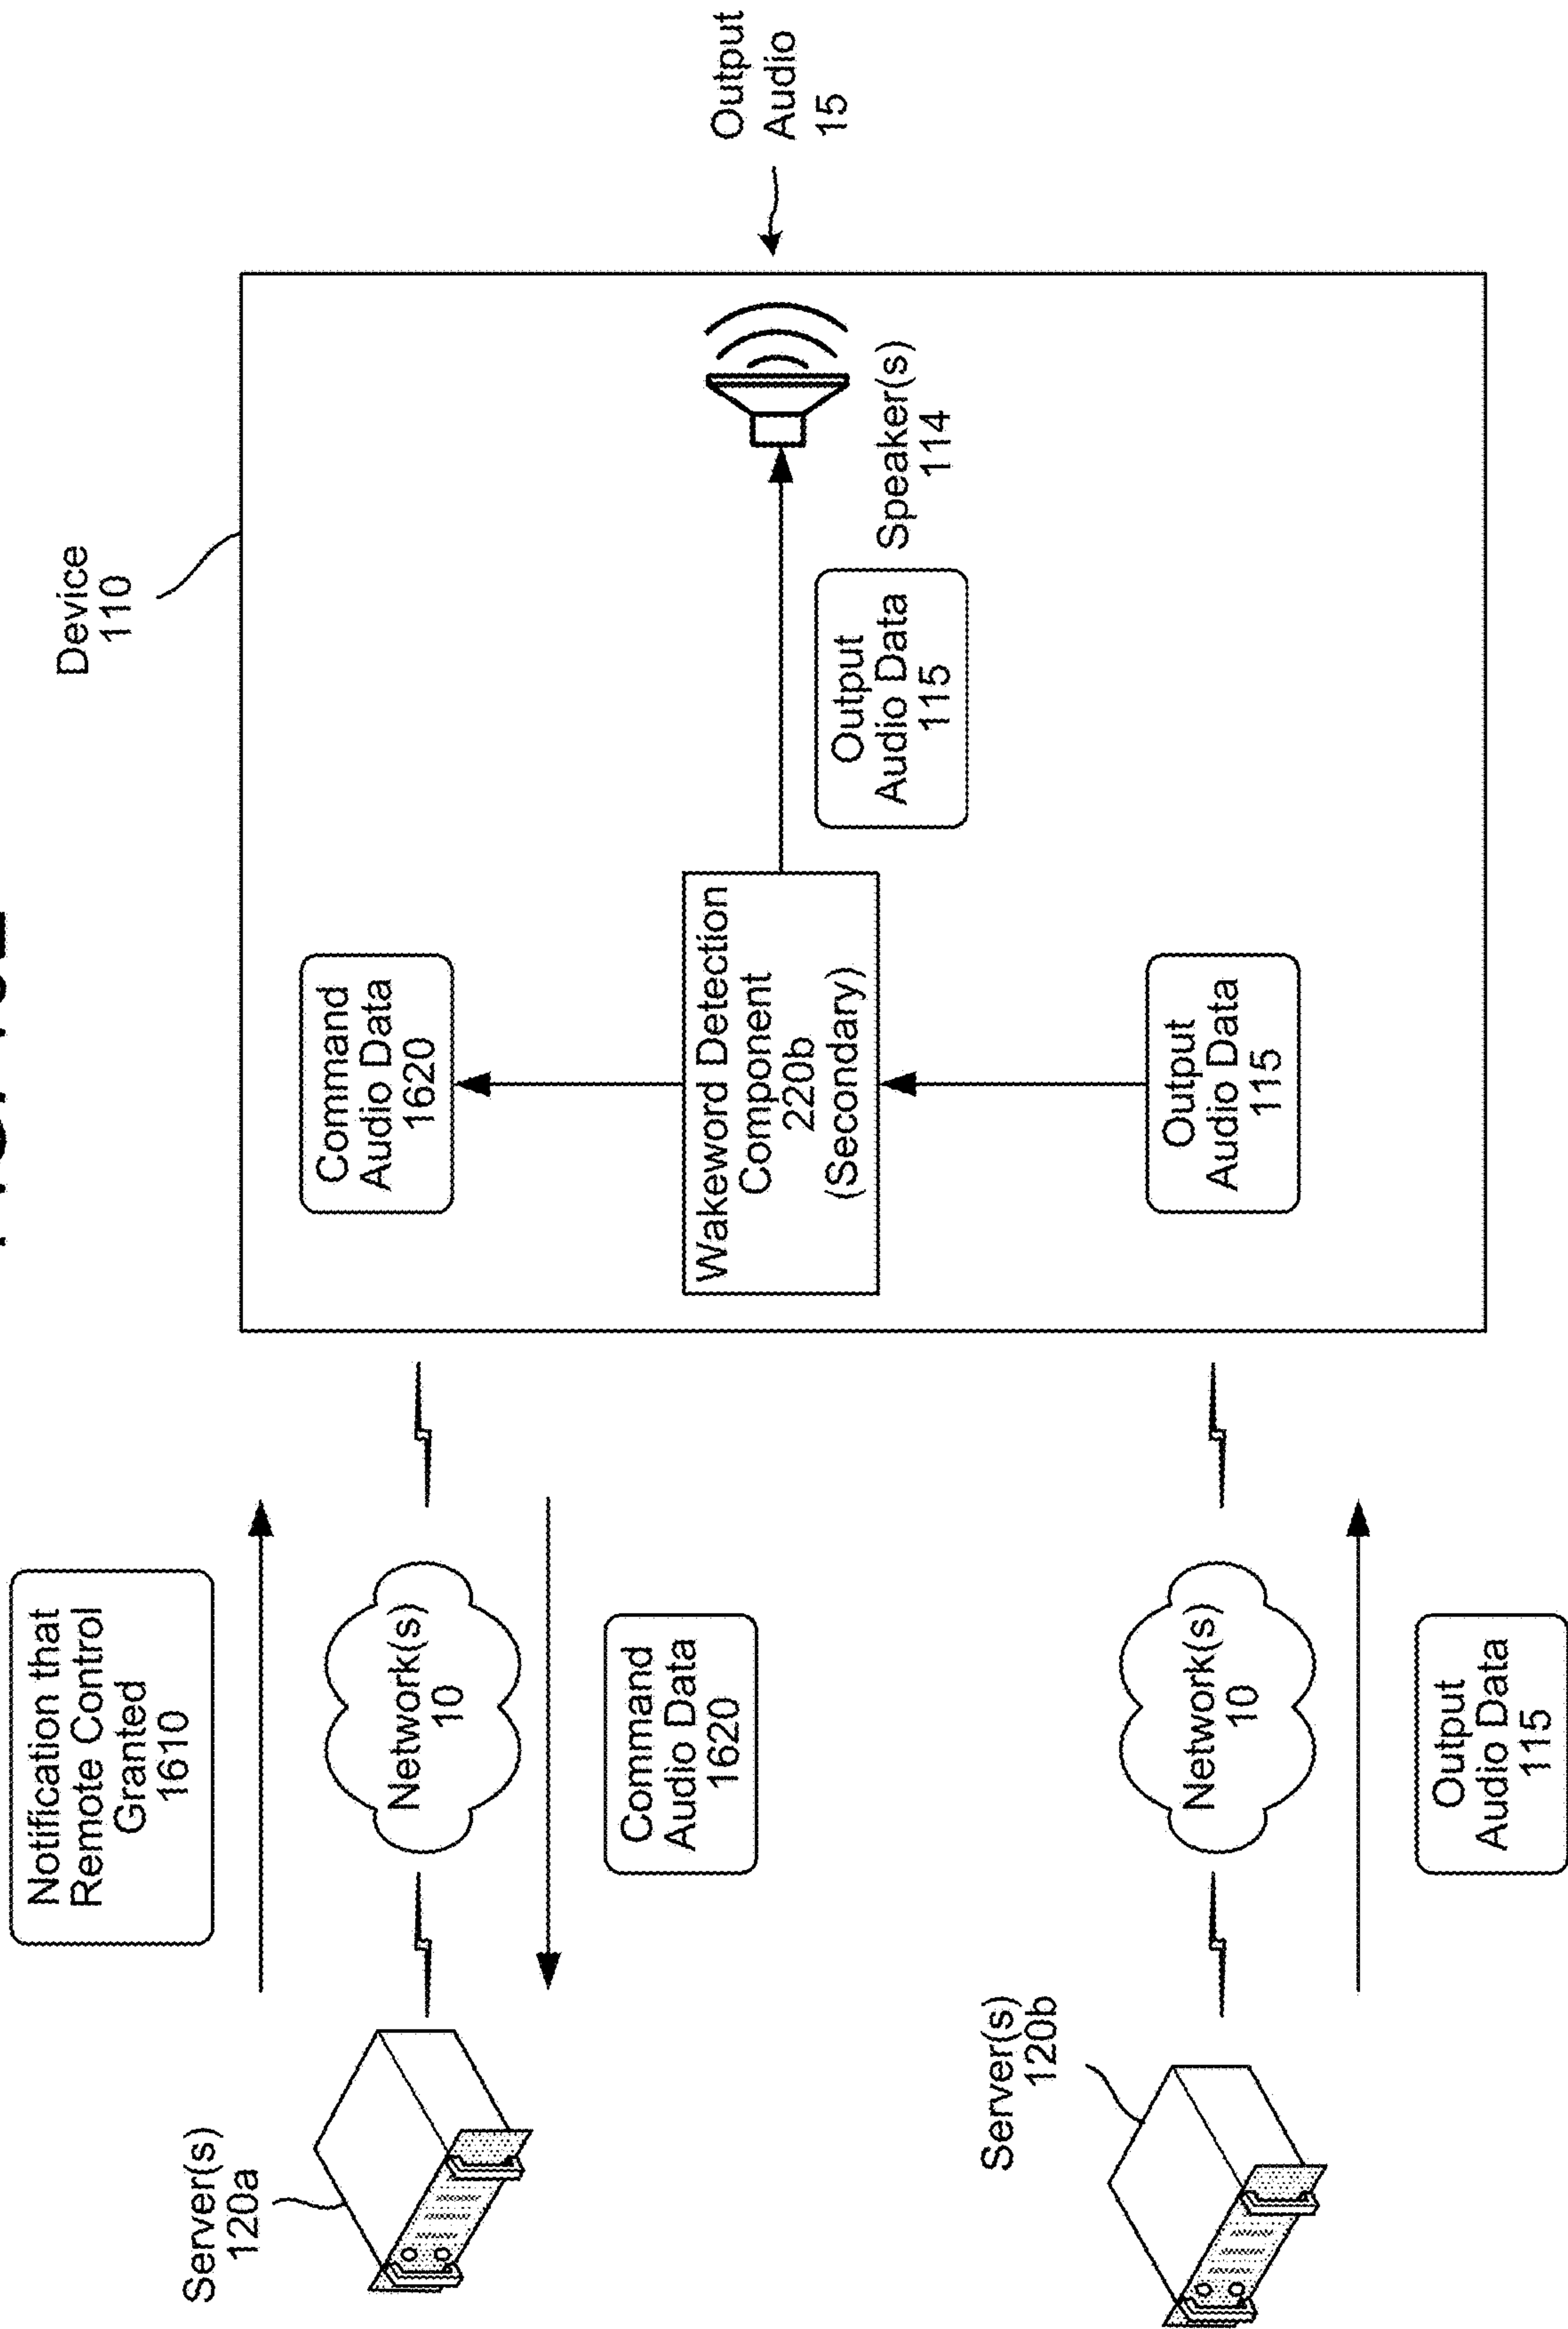 Notification that
Remote Control
Granted
1610
Device
110
Server(s)
120a
Command
Audio Data
1620
Network(s)
10
Command
Audio Data
1620
Wakeword Detection
Component
220b
(Secondary)
Output
Audio
15
Output
Audio Data
115
Speaker(s)
114
Server(s)
120b
Output
Audio Data
115
Network(s)
10
Output
Audio Data
115